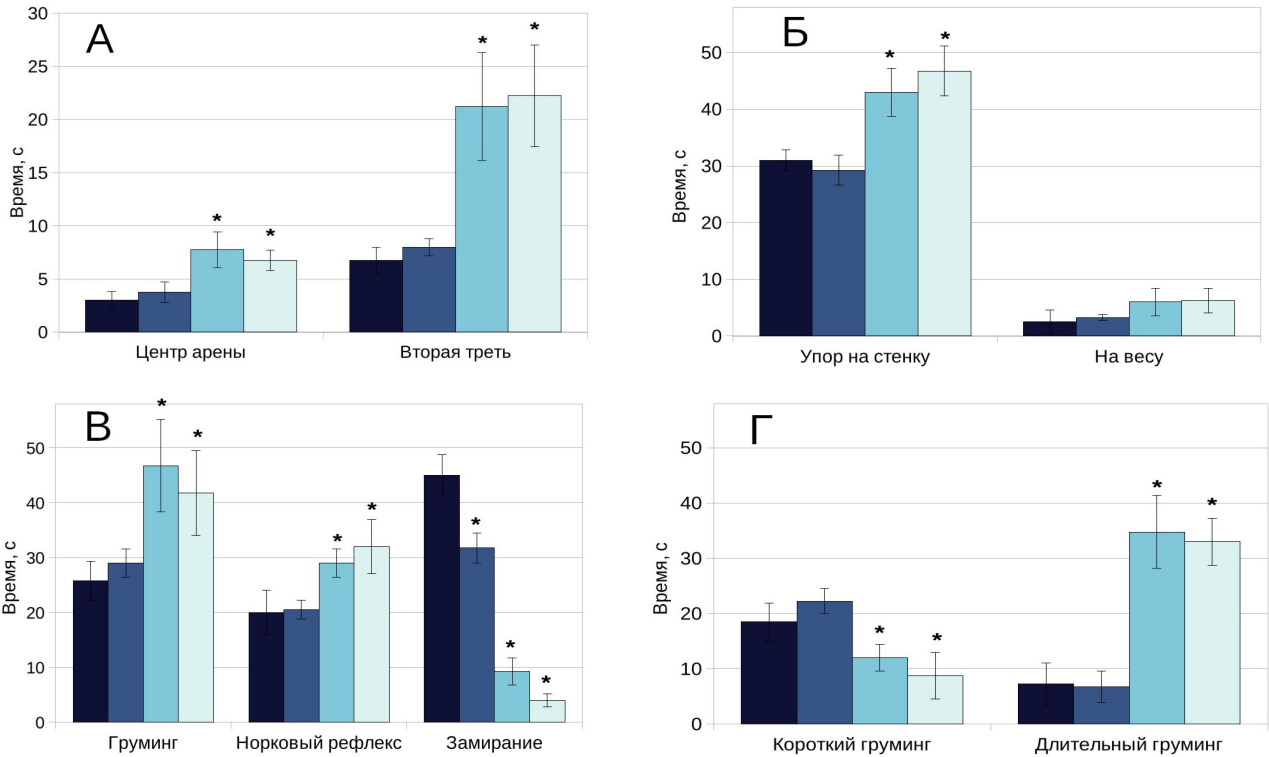 А
Время, с
30
25
20
15
10
5
0
* * * *
Центр арены Вторая треть
Б
Время, с
50
40
30
20
10
0
* *
Упор на стенку На весу
В
Время, с
50
40
30
20
10
0
* * * * * * *
Груминг Норковый рефлекс Замирание
Г
Время, с
50
40
30
20
10
0
* * * *
Короткий груминг Длительный груминг